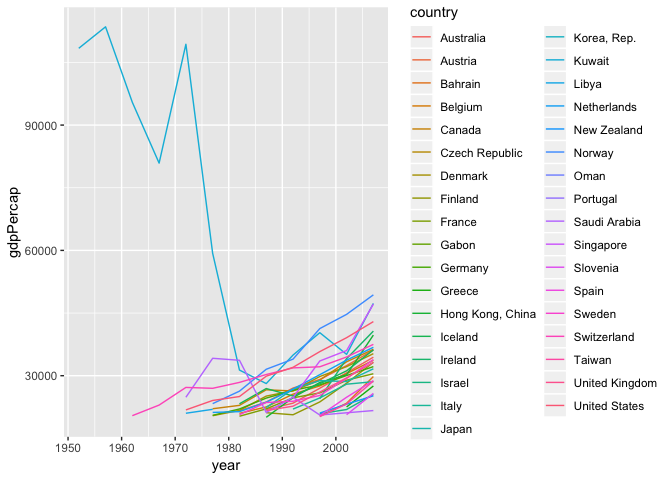 country
Australia
Austria
Bahrain
Belgium
Canada
Czech Republic
Denmark
Finland
France
Gabon
Germany
Greece
Hong Kong, China
Iceland
Ireland
Israel
Italy
Japan
Korea, Rep.
Kuwait
Libya
Netherlands
New Zealand
Norway
Oman
Portugal
Saudi Arabia
Singapore
Slovenia
Spain
Sweden
Switzerland
Taiwan
United Kingdom
United States
90000
60000
30000
gdpPercap
1950
1960
1970
1980
1990
2000
year